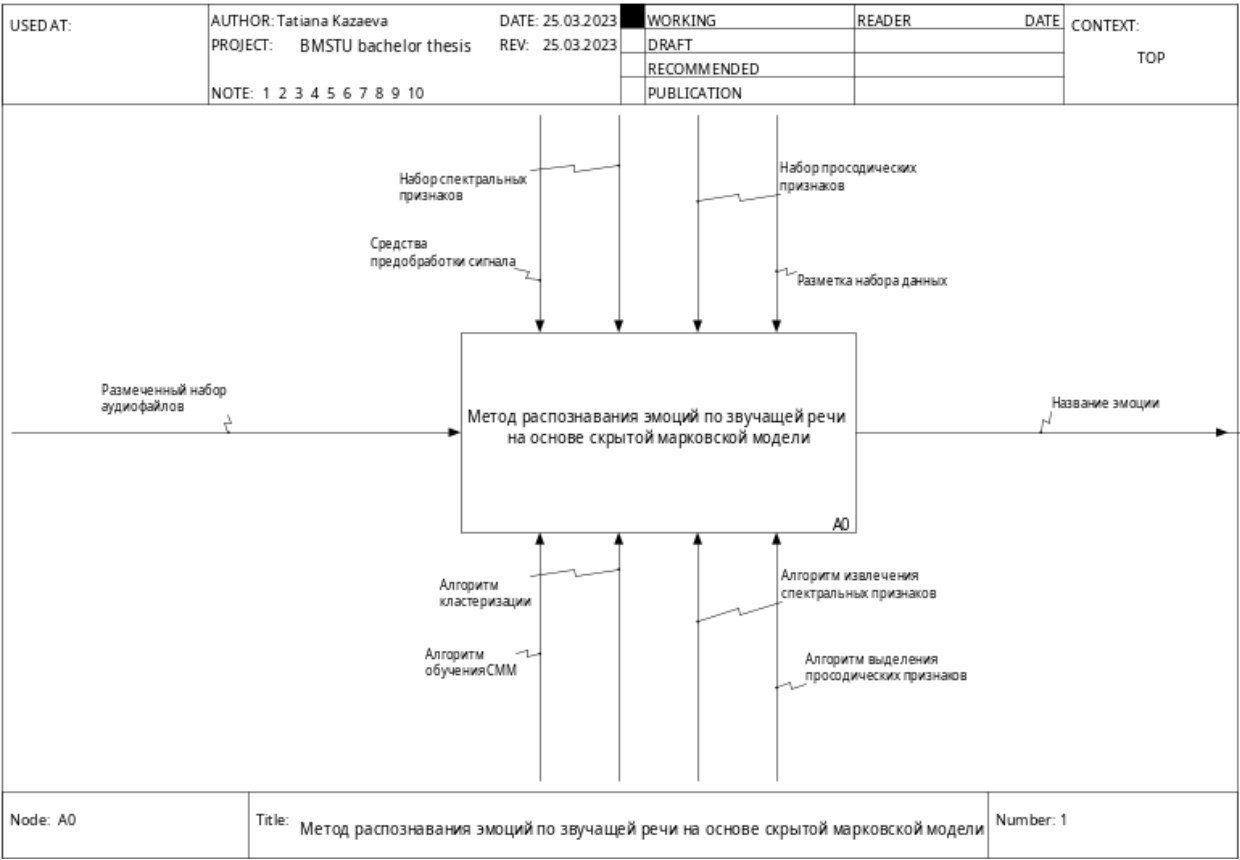 USED AT:
AUTHOR: Tatiana Kazaeva
DATE: 25.03.2023
PROJECT: BMSTU bachelor thesis
REV: 25.03.2023
NOTE: 1 2 3 4 5 6 7 8 9 10
WORKING
DRAFT
RECOMMENDED
PUBLICATION
READER DATE
CONTEXT:
TOP
Набор спектральных
признаков
Набор просодических
признаков
Средства
предобработки сигнала
Разметка набора данных
Размеченный набор
аудиофайлов
Метод распознавания эмоций по звучащей речи
на основе скрытой марковской модели
A0
Название эмоции
Алгоритм
кластеризации
Алгоритм извлечения
спектральных признаков
Алгоритм
обучения СММ
Алгоритм выделения
просодических признаков
Node: A0
Title: Метод распознавания эмоций по звучащей речи на основе скрытой марковской модели
Number: 1